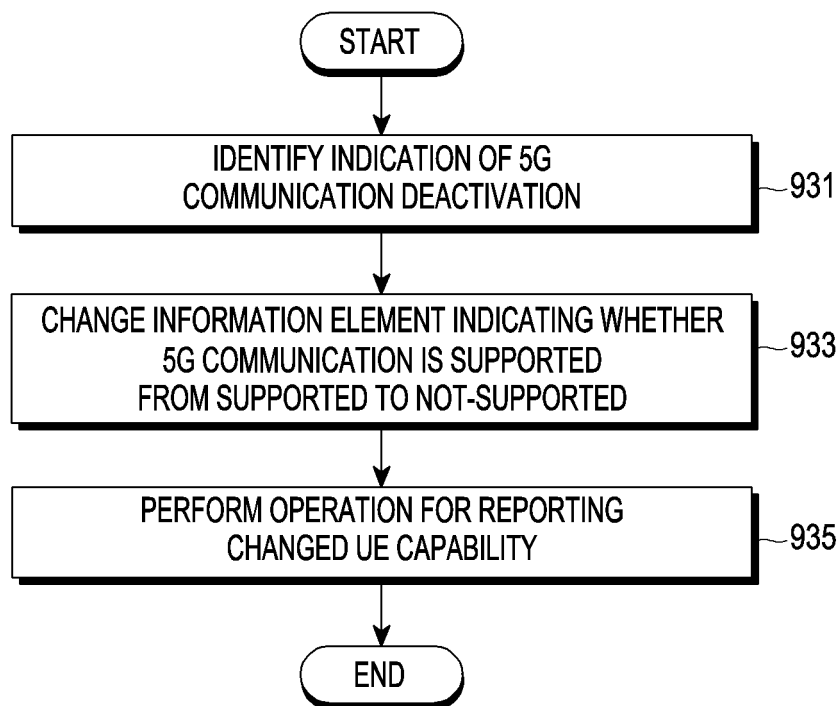 START
IDENTIFY INDICATION OF 5G
COMMUNICATION DEACTIVATION
931
CHANGE INFORMATION ELEMENT INDICATING WHETHER
5G COMMUNICATION IS SUPPORTED
FROM SUPPORTED TO NOT-SUPPORTED
933
PERFORM OPERATION FOR REPORTING
CHANGED UE CAPABILITY
935
END